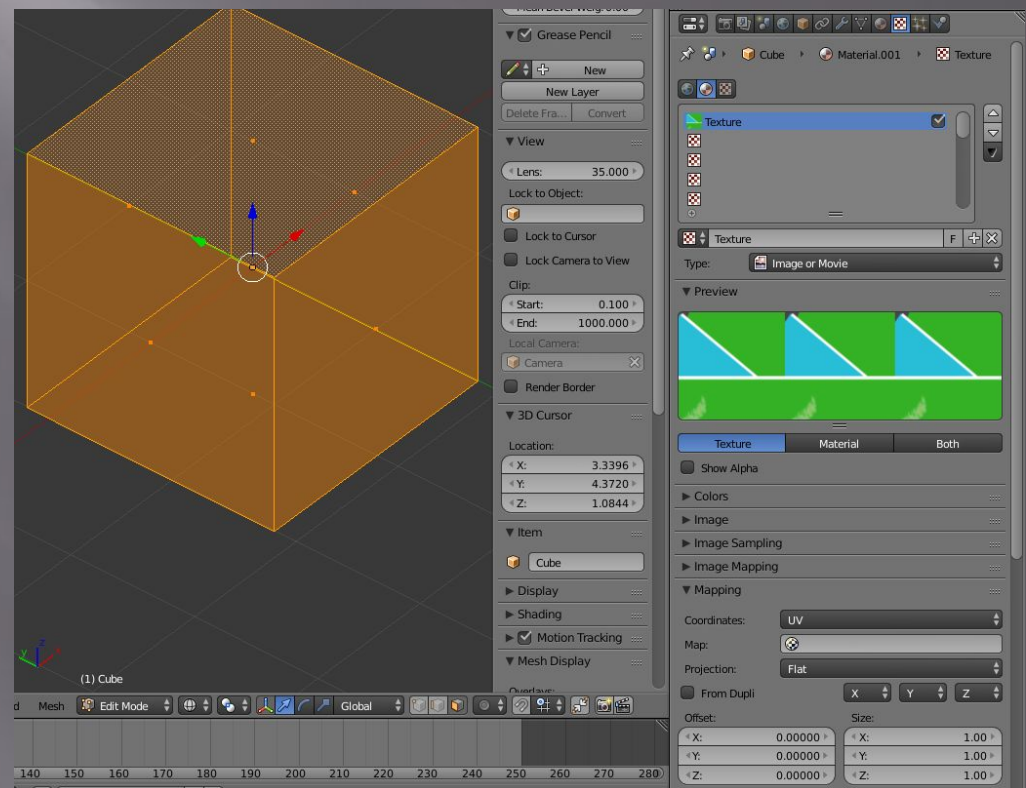 (1) Cube
d Mesh Edit Mode Global
140 150 160 170 180 190 200 210 220 230 240 250 260 270 280
Mean Bevel Weig: 0.00
Grease Pencil
New
New Layer
Delete Fra... Convert
View
Lens: 35.000
Lock to Object:
Lock to Cursor
Lock Camera to View
Clip:
Start: 0.100
End: 1000.000
Local Camera:
Camera
Render Border
3D Cursor
Location:
X: 3.3396
Y: 4.3720
Z: 1.0844
Item
Cube
Display
Shading
Motion Tracking
Mesh Display
Overlays:
Cube Material.001 Texture
Texture
Texture F
Type: Image or Movie
Preview
Texture Material Both
Show Alpha
Colors
Image
Image Sampling
Image Mapping
Mapping
Coordinates: UV
Map:
Projection: Flat
From Dupli X Y Z
Offset: Size:
X: 0.00000 X: 1.00
Y: 0.00000 Y: 1.00
Z: 0.00000 Z: 1.00